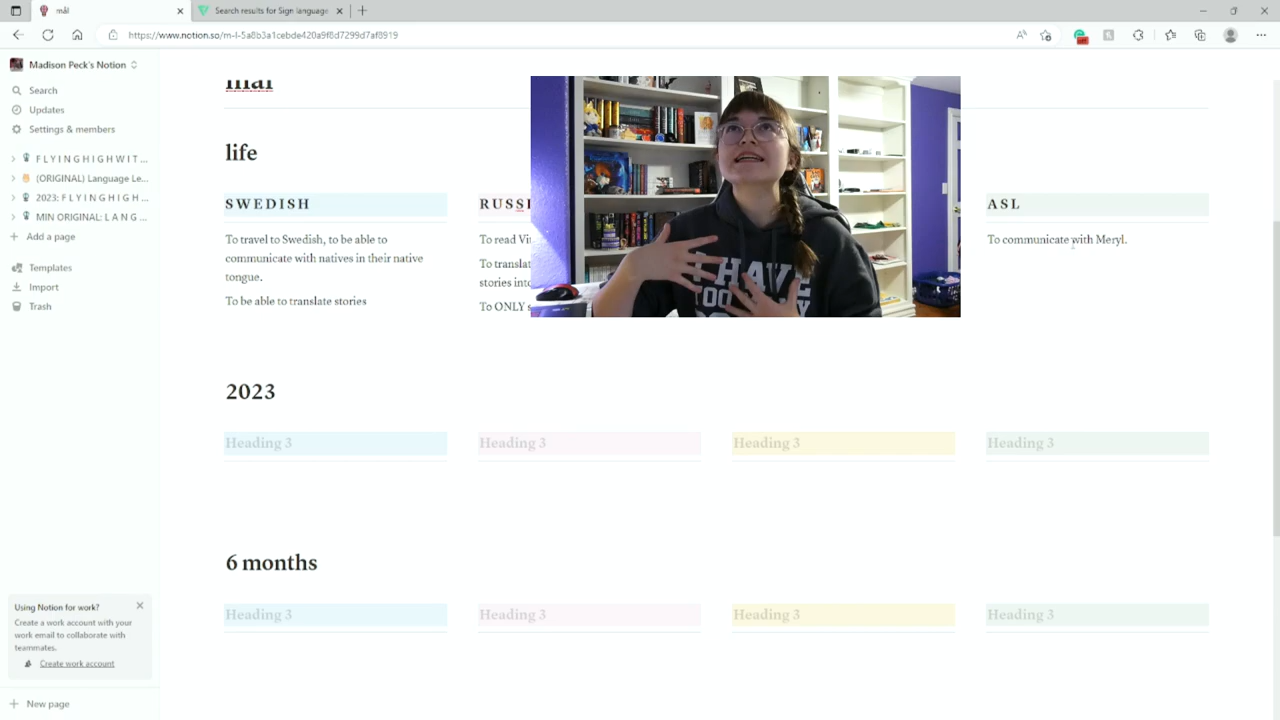 mål
Search results for Sign language
https://www.notion.so/m-l-5a8b3a1cebde420a9f8d7299d7af8919
Madison Peck's Notion
Search
Updates
Settings & members
F L Y I N G H I G H W I T ...
(ORIGINAL) Language Le...
2023: F L Y I N G H I G H ...
MIN ORIGINAL: L A N G ...
Add a page
Templates
Import
Trash
Using Notion for work?
Create a work account with your
work email to collaborate with
teammates.
Create work account
New page
life
SWEDISH
To travel to Swedish, to be able to
communicate with natives in their native
tongue.
To be able to translate stories
To read
To translat
stories into
To ONLY s
I HAVE
TOO
ASL
To communicate with Meryl.
2023
Heading 3
Heading 3
Heading 3
Heading 3
6 months
Heading 3
Heading 3
Heading 3
Heading 3